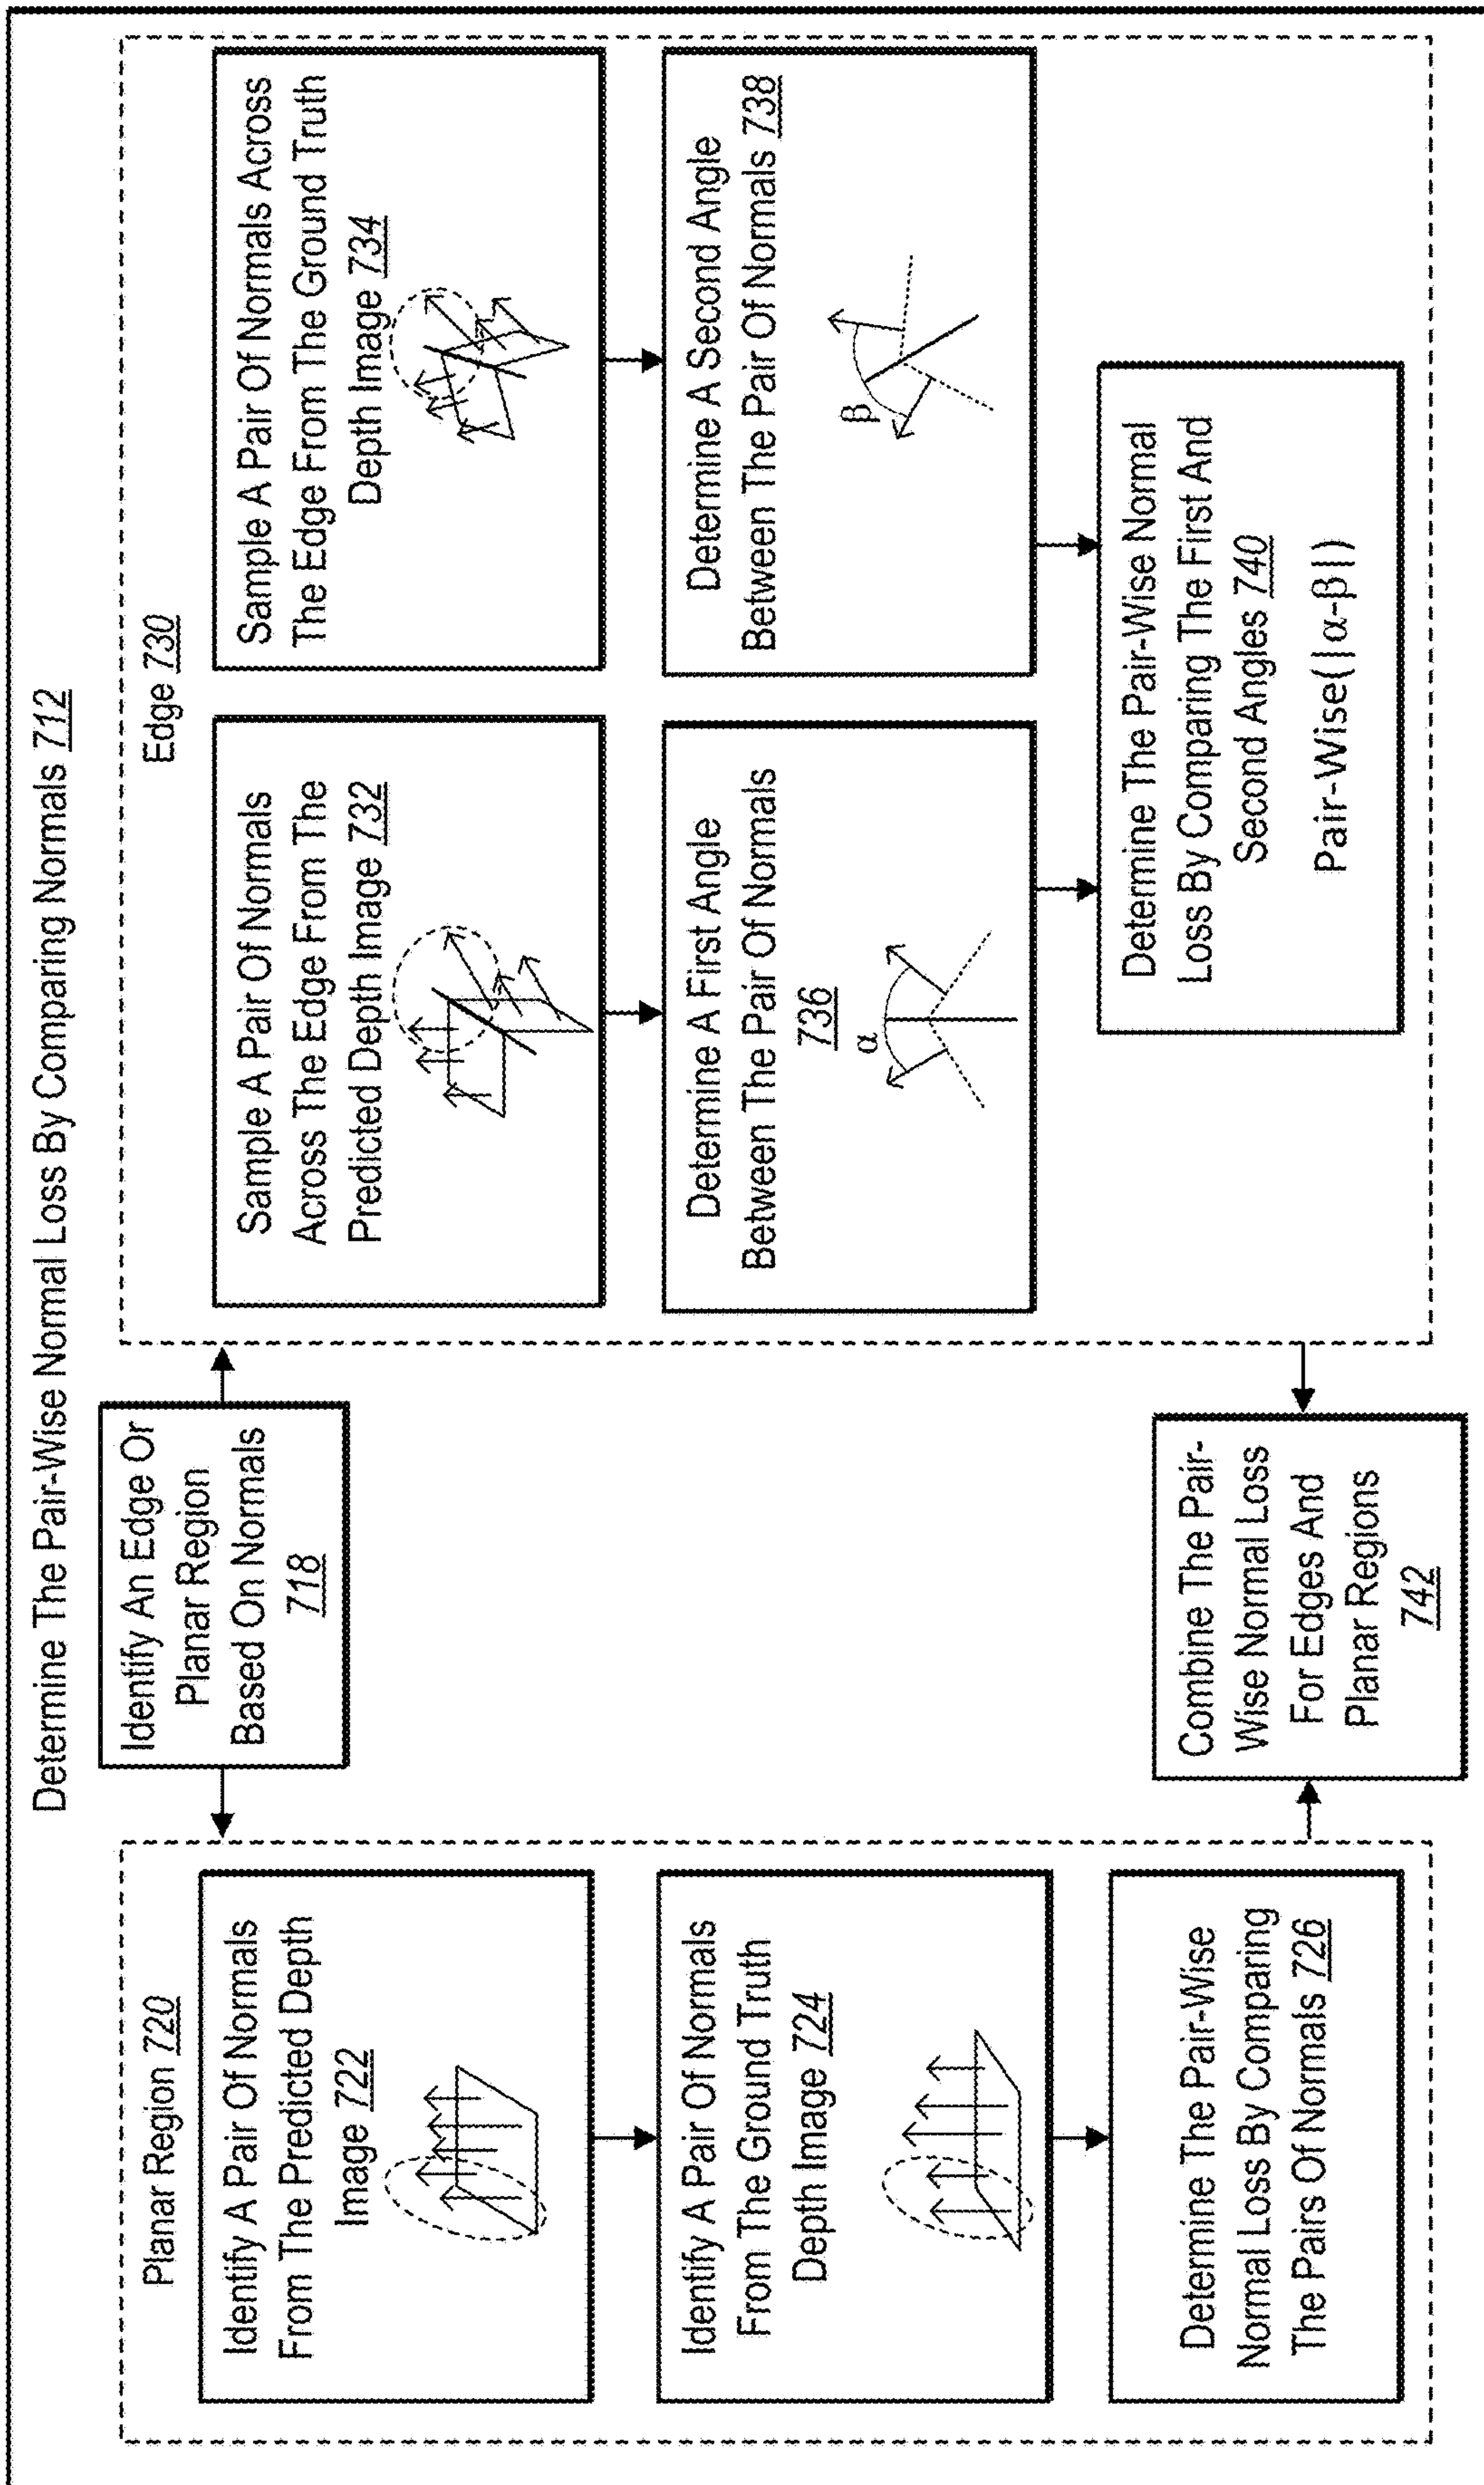 Determine The Pair-Wise Normal Loss By Comparing Normals 712
Identify An Edge Or
Planar Region
Based On Normals
718
Planar Region 720
Identify A Pair Of Normals
From The Predicted Depth
Image 722
Identify A Pair Of Normals
From The Ground Truth
Depth Image 724
Determine The Pair-Wise
Normal Loss By Comparing
The Pairs Of Normals 726
Edge 730
Sample A Pair Of Normals
Across The Edge From The
Predicted Depth Image 732
Sample A Pair Of Normals Across
The Edge From The Ground Truth
Depth Image 734
Determine A First Angle
Between The Pair Of Normals
736
α
Determine A Second Angle
Between The Pair Of Normals 738
β
Determine The Pair-Wise Normal
Loss By Comparing The First And
Second Angles 740
Pair-Wise(|α-β|)
Combine The Pair-
Wise Normal Loss
For Edges And
Planar Regions
742